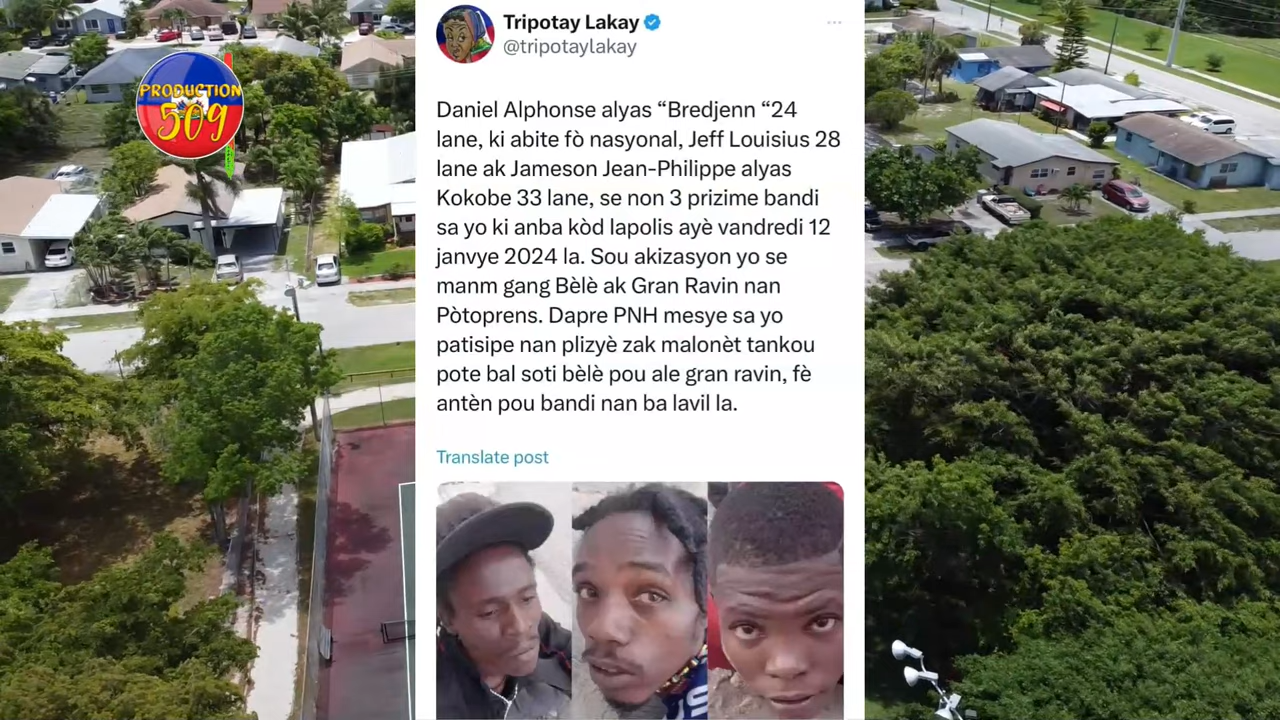 PRODUCTION
509
Tripotay Lakay
@tripotaylakay
Daniel Alphonse alyas “Bredjenn “24
lane, ki abite fò nasyonal, Jeff Louisius 28
lane ak Jameson Jean-Philippe alyas
Kokobe 33 lane, se non 3 prizime bandi
sa yo ki anba kòd lapolis ayè vandredi 12
janvye 2024 la. Sou akizasyon yo se
manm gang Bèlè ak Gran Ravin nan
Pòtoprens. Dapre PNH mesye sa yo
patisipe nan plizyè zak malonèt tankou
pote bal soti bèlè pou ale gran ravin, fè
antèn pou bandi nan ba lavil la.
Translate post